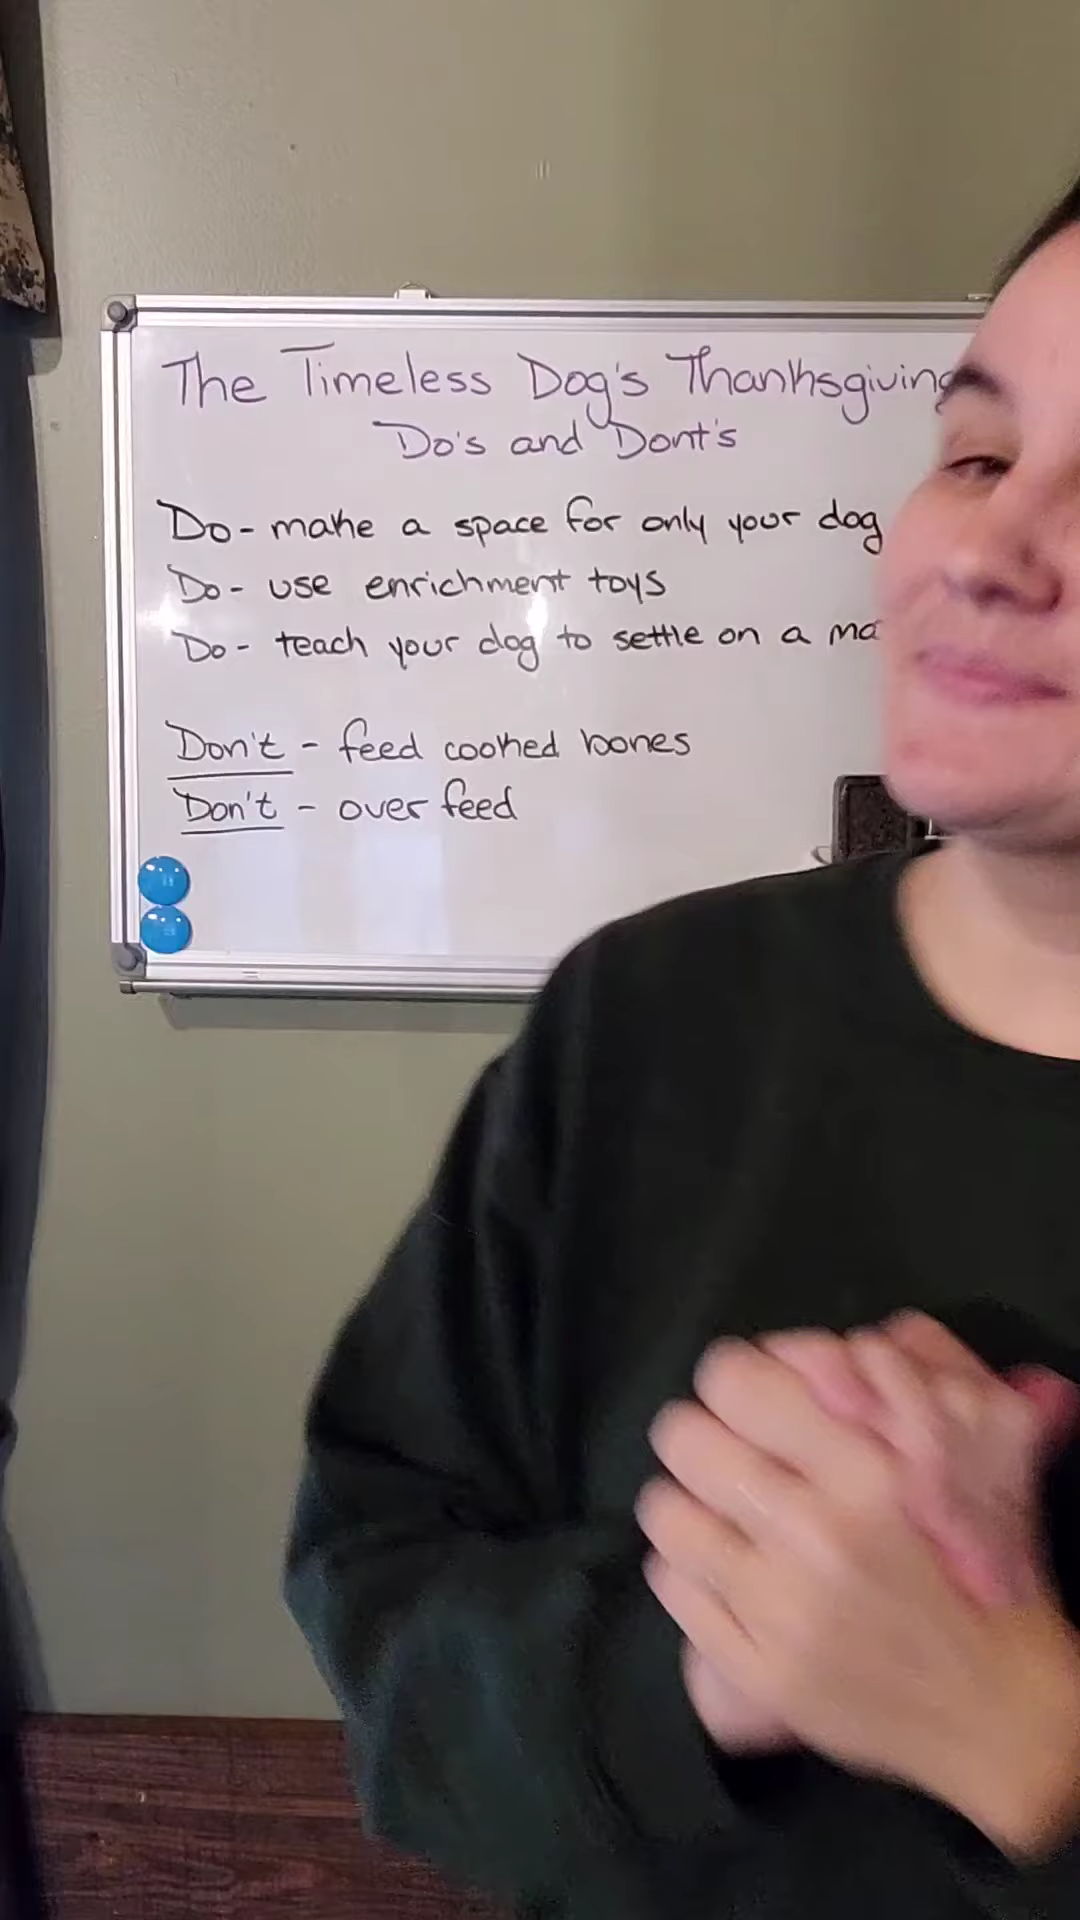 The Timeless Dog's Thanksgiving
Do's and Dont's
Do - make a space for only your dog
Do - use enrichment toys
Do - teach your dog to settle on a
Don't - feed cooked bones
Don't - over feed